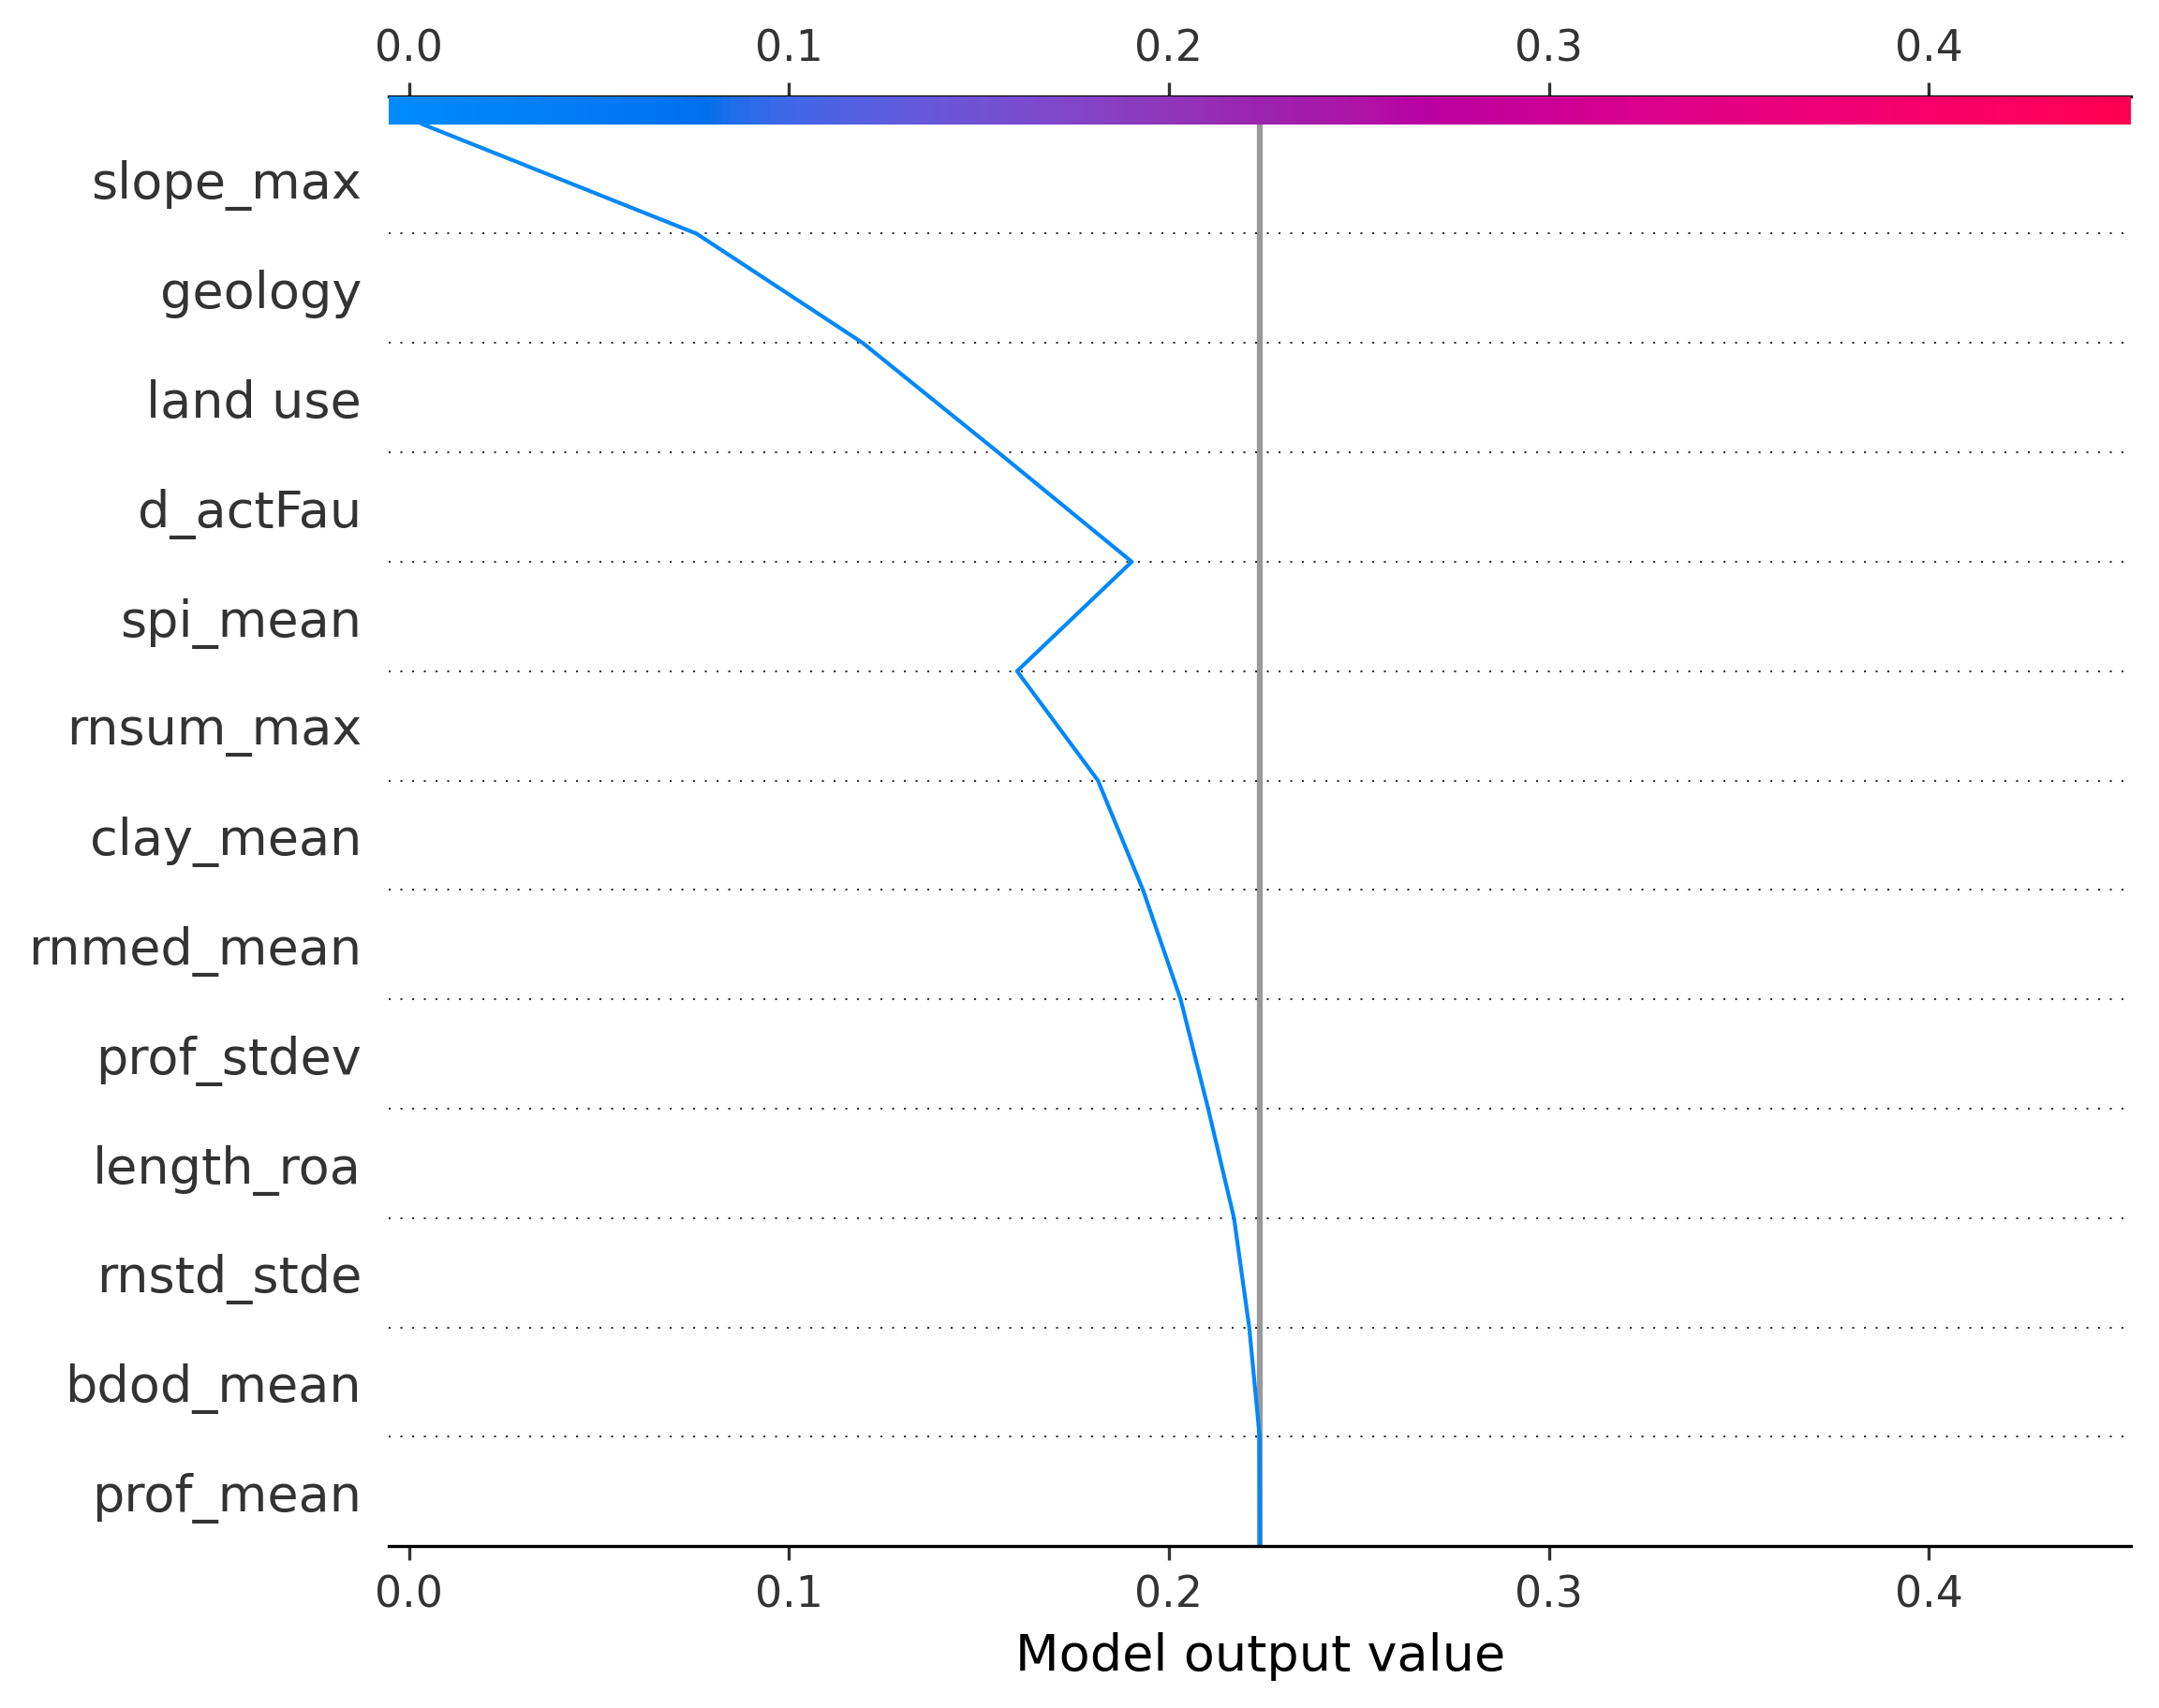 0.0 0.1 0.2 0.3 0.4
slope_max
geology
land use
d_actFau
spi_mean
rnsum_max
clay_mean
rnmed_mean
prof_stdev
length_roa
rnstd_stde
bdod_mean
prof_mean
0.0 0.1 0.2 0.3 0.4
Model output value